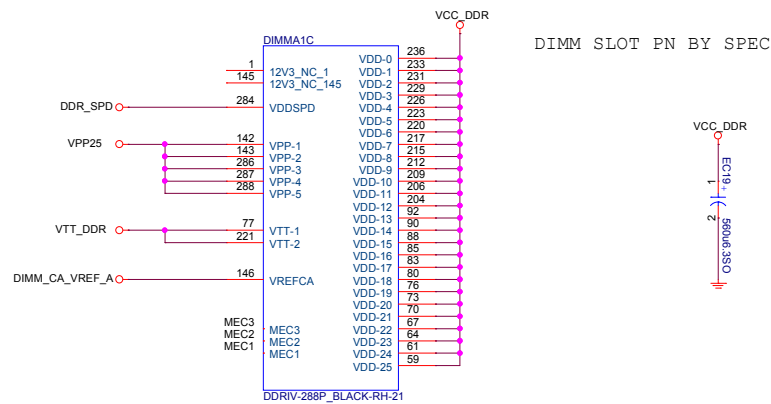 VCC_DDR
DIMM SLOT PN BY SPEC
DIMMA1C
1 12V3_NC_1
145 12V3_NC_145
DDR_SPD 284 VDDSPD
VPP25 142 VPP-1
143 VPP-2
286 VPP-3
287 VPP-4
288 VPP-5
VTT_DDR 77 VTT-1
221 VTT-2
DIMM_CA_VREF_A 146 VREFCA
MEC3 MEC3
MEC2 MEC2
MEC1 MEC1
VDD-0 236
VDD-1 233
VDD-2 231
VDD-3 229
VDD-4 226
VDD-5 223
VDD-6 220
VDD-7 217
VDD-8 215
VDD-9 212
VDD-10 209
VDD-11 206
VDD-12 204
VDD-13 92
VDD-14 90
VDD-15 88
VDD-16 85
VDD-17 83
VDD-18 80
VDD-19 76
VDD-20 73
VDD-21 70
VDD-22 67
VDD-23 64
VDD-24 61
VDD-25 59
DDRIV-288P_BLACK-RH-21
VCC_DDR
1
EC19
+
2
560u6.3SO